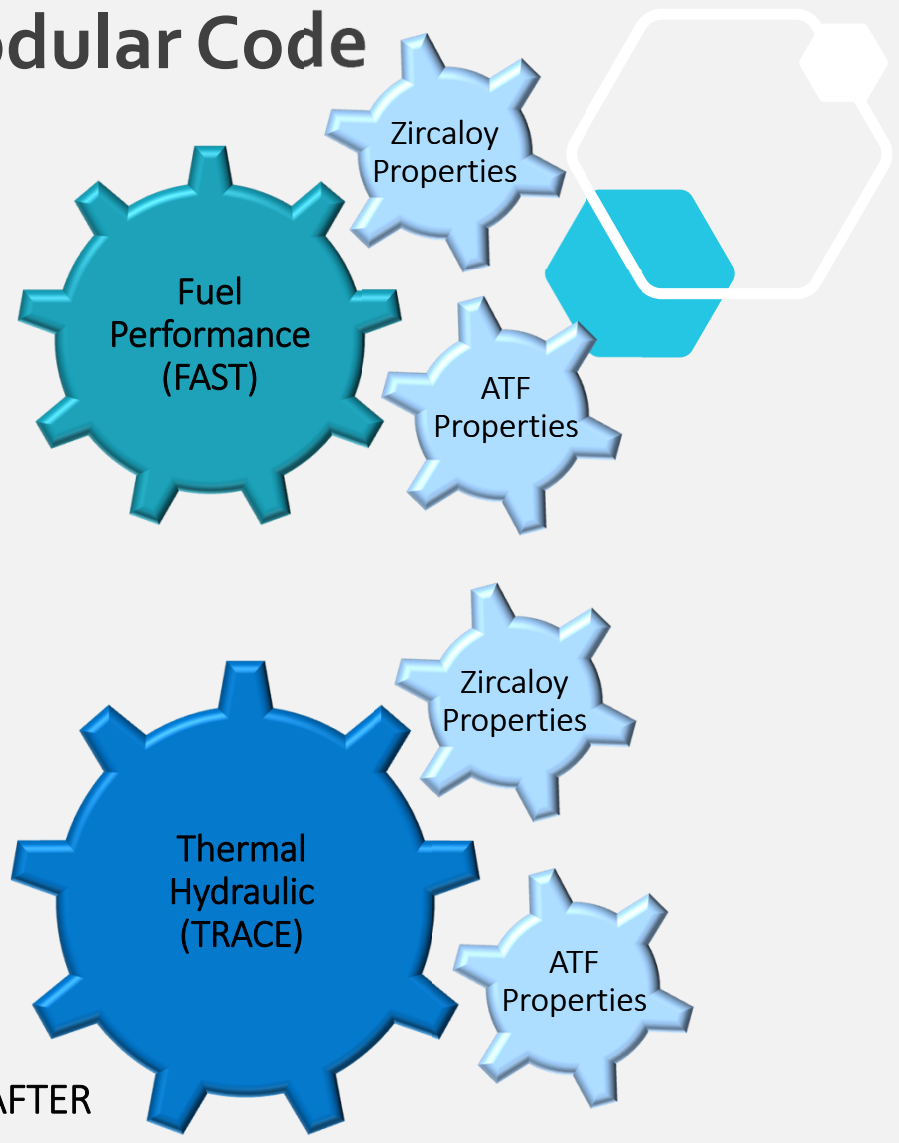 odular Code
Zircaloy
Properties
Fuel
Performance
(FAST)
ATF
Properties
Zircaloy
Properties
Thermal
Hydraulic
(TRACE)
ATF
Properties
AFTER